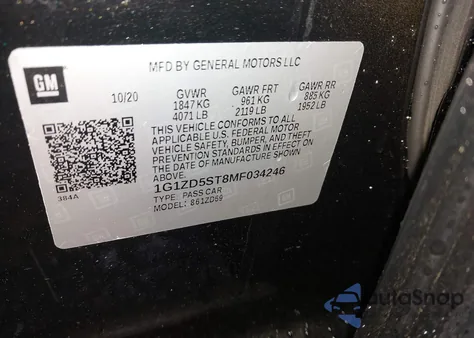 GM
MFD BY GENERAL MOTORS LLC
10/20 GVWR GAWR FRT GAWR RR
1847 KG 961 KG 885 KG
4071 LB 2119 LB 1952 LB
THIS VEHICLE CONFORMS TO ALL
APPLICABLE U.S. FEDERAL MOTOR
VEHICLE SAFETY, BUMPER, AND THEFT
PREVENTION STANDARDS IN EFFECT ON
THE DATE OF MANUFACTURE SHOWN
ABOVE.
1G1ZD5ST8MF034246
TYPE: PASS CAR
MODEL: 861ZD69
384A
AutoSnap